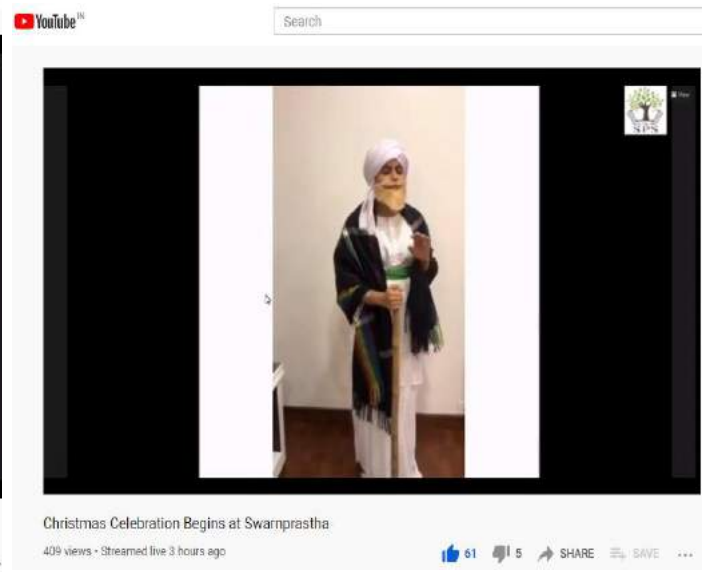 YouTube IN
Search
SPS
Christmas Celebration Begins at Swarnprastha
409 views • Streamed live 3 hours ago
61 5 SHARE SAVE